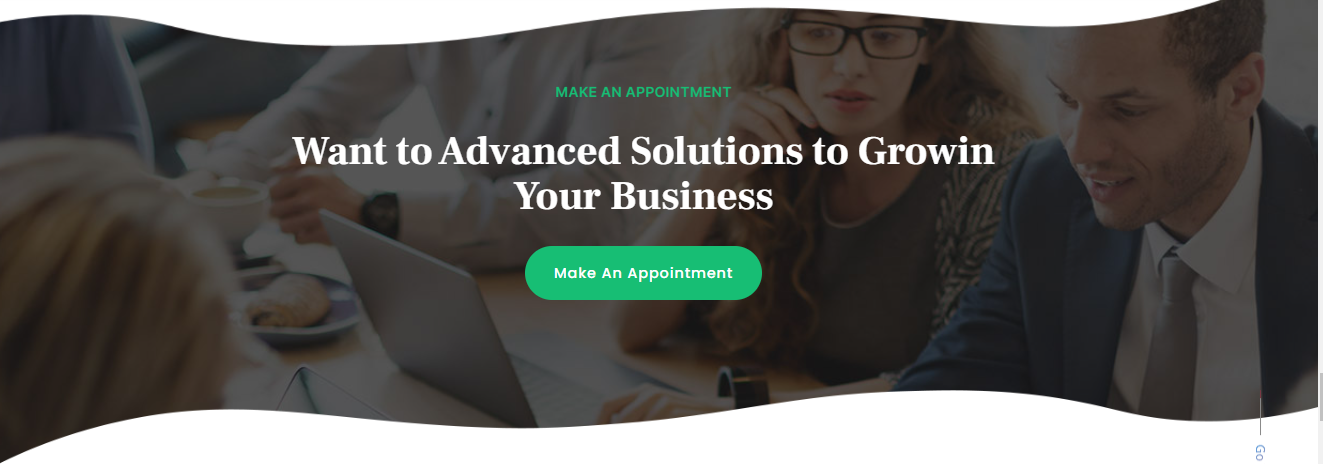 MAKE AN APPOINTMENT
Want to Advanced Solutions to Growin
Your Business
Make An Appointment
Go